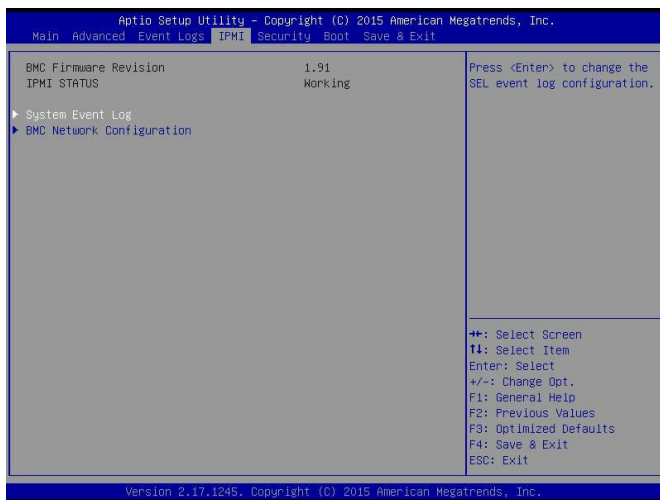 Aptio Setup Utility – Copyright (C) 2015 American Megatrends, Inc.
Main Advanced Event Logs IPMI Security Boot Save & Exit
BMC Firmware Revision 1.91
IPMI STATUS Working
System Event Log
BMC Network Configuration
Press <Enter> to change the
SEL event log configuration.
→←: Select Screen
↑↓: Select Item
Enter: Select
+/-: Change Opt.
F1: General Help
F2: Previous Values
F3: Optimized Defaults
F4: Save & Exit
ESC: Exit
Version 2.17.1245. Copyright (C) 2015 American Megatrends, Inc.